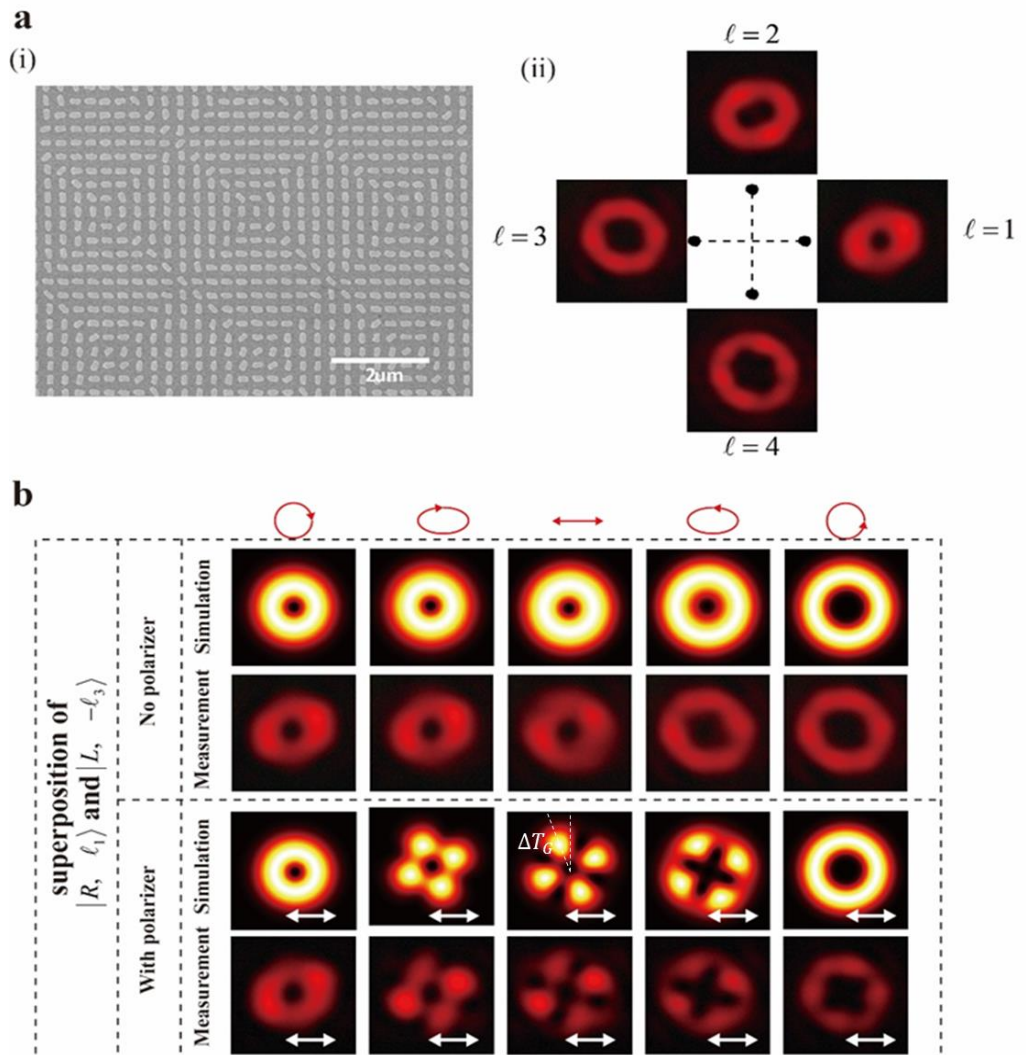 a
(i)
2um
(ii)
ℓ = 2
ℓ = 3
ℓ = 1
ℓ = 4
b
superposition of
|R, ℓ₁⟩ and |L, −ℓ₃⟩
No polarizer
Simulation
Measurement
With polarizer
Simulation
ΔT_G
Measurement